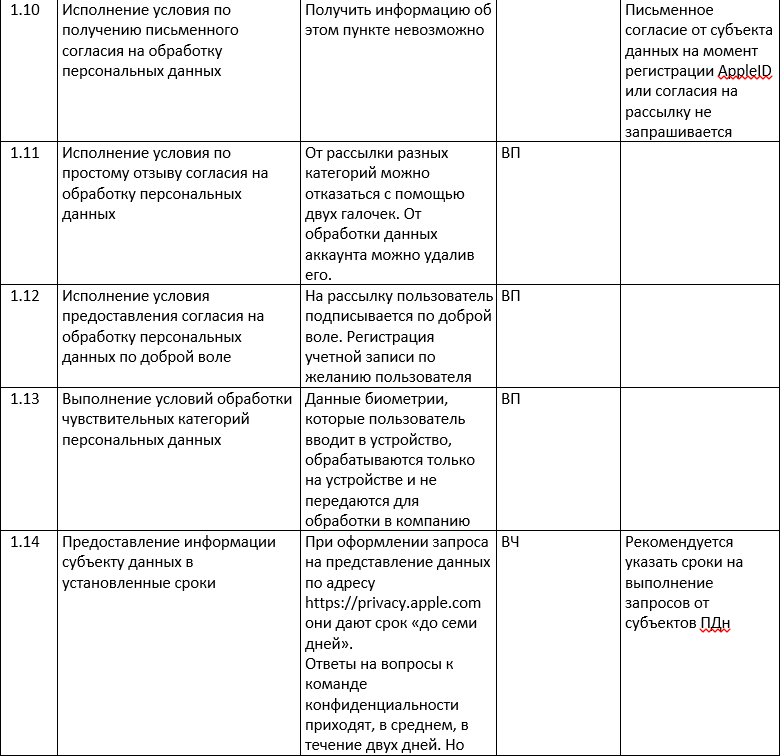 1.10
Исполнение условия по
получению письменного
согласия на обработку
персональных данных
Получить информацию об
этом пункте невозможно
Письменное
согласие от субъекта
данных на момент
регистрации AppleID
или согласия на
рассылку не
запрашивается
1.11
Исполнение условия по
простому отзыву согласия на
обработку персональных
данных
От рассылки разных
категорий можно
отказаться с помощью
двух галочек. От
обработки данных
аккаунта можно удалив
его.
ВП
1.12
Исполнение условия
предоставления согласия на
обработку персональных
данных по доброй воле
На рассылку пользователь
подписывается по доброй
воле. Регистрация
учетной записи по
желанию пользователя
ВП
1.13
Выполнение условий обработки
чувствительных категорий
персональных данных
Данные биометрии,
которые пользователь
вводит в устройство,
обрабатываются только
на устройстве и не
передаются для
обработки в компанию
ВП
1.14
Предоставление информации
субъекту данных в
установленные сроки
При оформлении запроса
на представление данных
по адресу
https://privacy.apple.com
они дают срок «до семи
дней».
Ответы на вопросы к
команде
конфиденциальности
приходят, в среднем, в
течение двух дней. Но
ВЧ
Рекомендуется
указать сроки на
выполнение
запросов от
субъектов ПДн